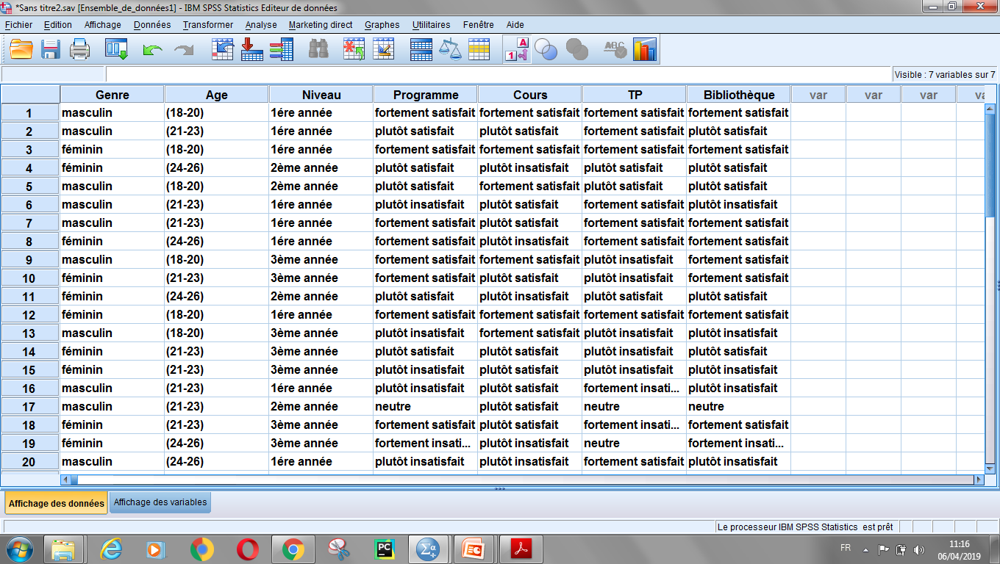 *Sans titre2.sav [Ensemble_de_données1] - IBM SPSS Statistics Editeur de données
Fichier Edition Affichage Données Transformer Analyse Marketing direct Graphes Utilitaires Fenêtre Aide
A 1 ABC
Visible : 7 variables sur 7
Genre Age Niveau Programme Cours TP Bibliothèque var var var va
1 masculin (18-20) 1ére année fortement satisfait fortement satisfait fortement satisfait fortement satisfait
2 masculin (21-23) 1ére année plutôt satisfait plutôt satisfait fortement satisfait plutôt satisfait
3 féminin (18-20) 1ére année fortement satisfait fortement satisfait fortement satisfait fortement satisfait
4 féminin (24-26) 2ème année plutôt satisfait plutôt insatisfait plutôt satisfait plutôt satisfait
5 masculin (18-20) 2ème année plutôt satisfait fortement satisfait plutôt satisfait plutôt satisfait
6 masculin (21-23) 1ére année plutôt insatisfait plutôt satisfait fortement satisfait plutôt insatisfait
7 masculin (21-23) 1ére année fortement satisfait plutôt satisfait fortement satisfait fortement satisfait
8 féminin (24-26) 1ére année fortement satisfait plutôt insatisfait fortement satisfait fortement satisfait
9 masculin (18-20) 3ème année fortement satisfait fortement satisfait plutôt insatisfait fortement satisfait
10 féminin (21-23) 3ème année fortement satisfait plutôt satisfait plutôt insatisfait fortement satisfait
11 féminin (24-26) 2ème année plutôt satisfait plutôt insatisfait plutôt satisfait plutôt satisfait
12 féminin (18-20) 1ére année fortement satisfait fortement satisfait fortement satisfait fortement satisfait
13 masculin (18-20) 3ème année plutôt insatisfait fortement satisfait plutôt insatisfait plutôt insatisfait
14 féminin (21-23) 3ème année plutôt satisfait plutôt satisfait plutôt insatisfait plutôt satisfait
15 féminin (21-23) 3ème année plutôt insatisfait plutôt satisfait plutôt insatisfait plutôt insatisfait
16 masculin (21-23) 1ére année plutôt insatisfait plutôt satisfait fortement insati... plutôt insatisfait
17 masculin (21-23) 2ème année neutre plutôt satisfait neutre neutre
18 féminin (21-23) 3ème année fortement satisfait plutôt satisfait fortement insati... fortement satisfait
19 féminin (24-26) 3ème année fortement insati... plutôt insatisfait neutre fortement insati...
20 masculin (24-26) 1ére année plutôt insatisfait plutôt insatisfait fortement satisfait plutôt insatisfait
Affichage des données Affichage des variables
Le processeur IBM SPSS Statistics est prêt
PC Σα FR 11:16
06/04/2019